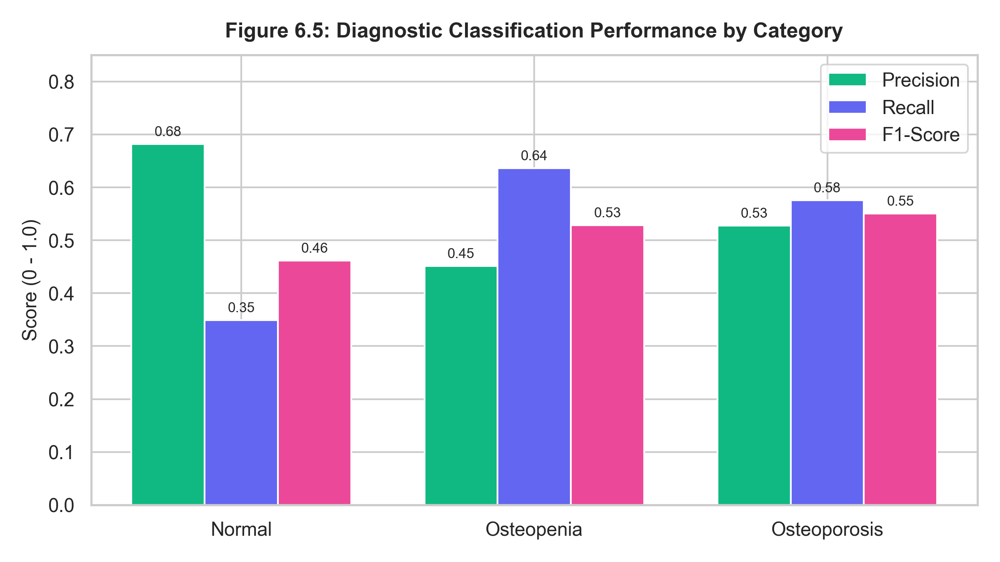 Figure 6.5: Diagnostic Classification Performance by Category
Score (0 - 1.0)
0.8
0.7
0.6
0.5
0.4
0.3
0.2
0.1
0.0
Precision
Recall
F1-Score
0.68
0.35
0.46
0.45
0.64
0.53
0.53
0.58
0.55
Normal
Osteopenia
Osteoporosis